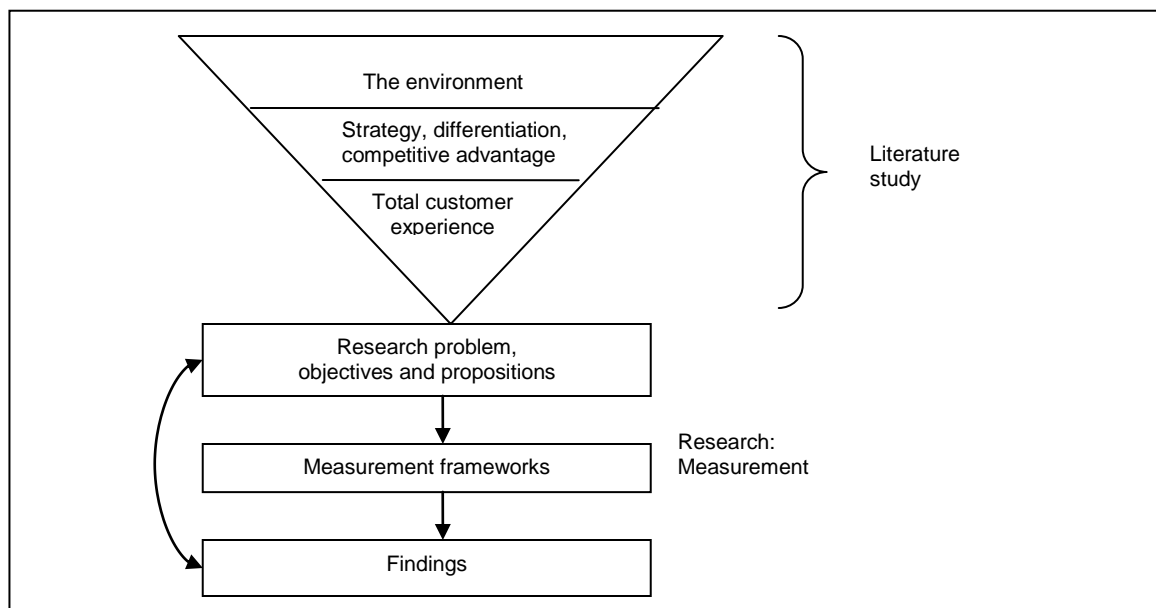 The environment
Strategy, differentiation,
competitive advantage
Total customer
experience
Literature
study
Research problem,
objectives and propositions
Research:
Measurement
Measurement frameworks
Findings